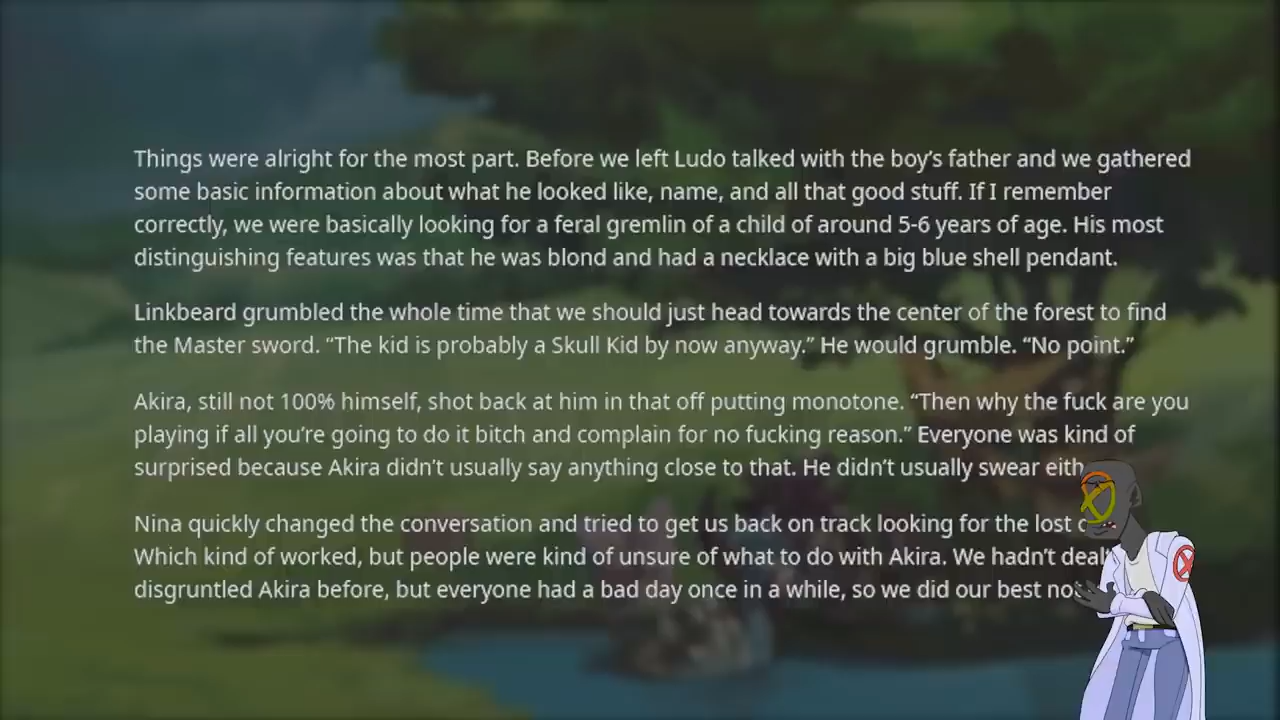 Things were alright for the most part. Before we left Ludo talked with the boy’s father and we gathered
some basic information about what he looked like, name, and all that good stuff. If I remember
correctly, we were basically looking for a feral gremlin of a child of around 5-6 years of age. His most
distinguishing features was that he was blond and had a necklace with a big blue shell pendant.
Linkbeard grumbled the whole time that we should just head towards the center of the forest to find
the Master sword. “The kid is probably a Skull Kid by now anyway.” He would grumble. “No point.”
Akira, still not 100% himself, shot back at him in that off putting monotone. “Then why the fuck are you
playing if all you’re going to do it bitch and complain for no fucking reason.” Everyone was kind of
surprised because Akira didn’t usually say anything close to that. He didn’t usually swear eith
Nina quickly changed the conversation and tried to get us back on track looking for the lost
Which kind of worked, but people were kind of unsure of what to do with Akira. We hadn’t deal
disgruntled Akira before, but everyone had a bad day once in a while, so we did our best no